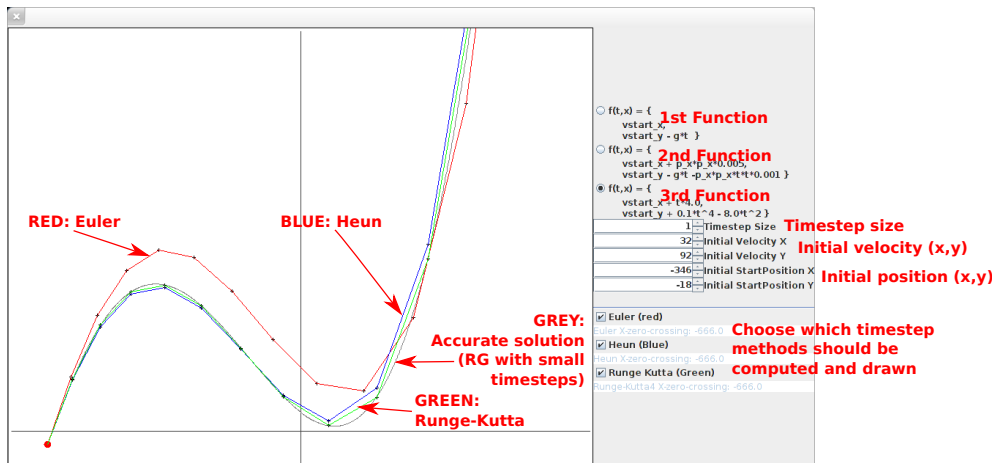 f(t,x) = {
vstart_x,
vstart_y - g*t }
1st Function
f(t,x) = {
vstart_x + p_x*p_x*0.005,
vstart_y - g*t -p_x*p_x*t*t*0.001 }
2nd Function
f(t,x) = {
vstart_x + t*4.0,
vstart_y + 0.1*t^4 - 8.0*t^2 }
3rd Function
1 Timestep Size
Timestep size
32 Initial Velocity X
92 Initial Velocity Y
Initial velocity (x,y)
-346 Initial StartPosition X
-18 Initial StartPosition Y
Initial position (x,y)
Euler (red)
Euler X-zero-crossing: -666.0
Heun (Blue)
Heun X-zero-crossing: -666.0
Runge Kutta (Green)
Runge-Kutta4 X-zero-crossing: -666.0
Choose which timestep
methods should be
computed and drawn
RED: Euler
BLUE: Heun
GREY:
Accurate solution
(RG with small
timesteps)
GREEN:
Runge-Kutta